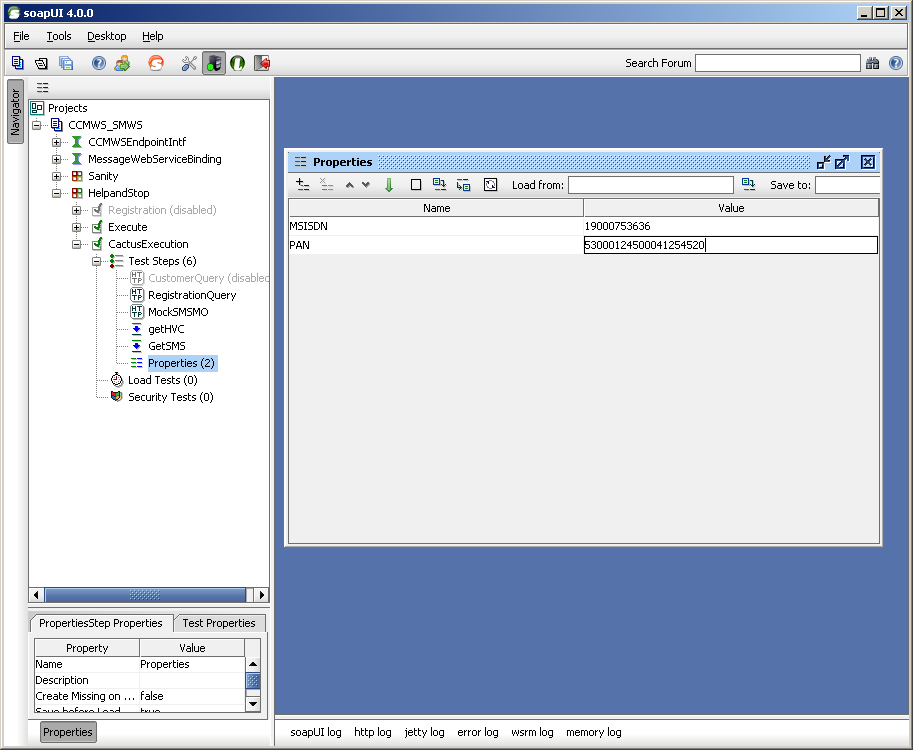 soapUI 4.0.0
File Tools Desktop Help
Search Forum
Navigator
Projects
CCMWS_SMWS
CCMWSEndpointIntf
MessageWebServiceBinding
Sanity
HelpandStop
Registration (disabled)
Execute
CactusExecution
Test Steps (6)
HTTP CustomerQuery (disabled
HTTP RegistrationQuery
HTTP MockSMSMO
getHVC
GetSMS
Properties (2)
Load Tests (0)
Security Tests (0)
Properties
Load from: Save to:
Name Value
MSISDN 19000753636
PAN 53000124500041254520
PropertiesStep Properties Test Properties
Property Value
Name Properties
Description
Create Missing on ... false
Save before Load true
Properties
soapUI log http log jetty log error log wsrm log memory log